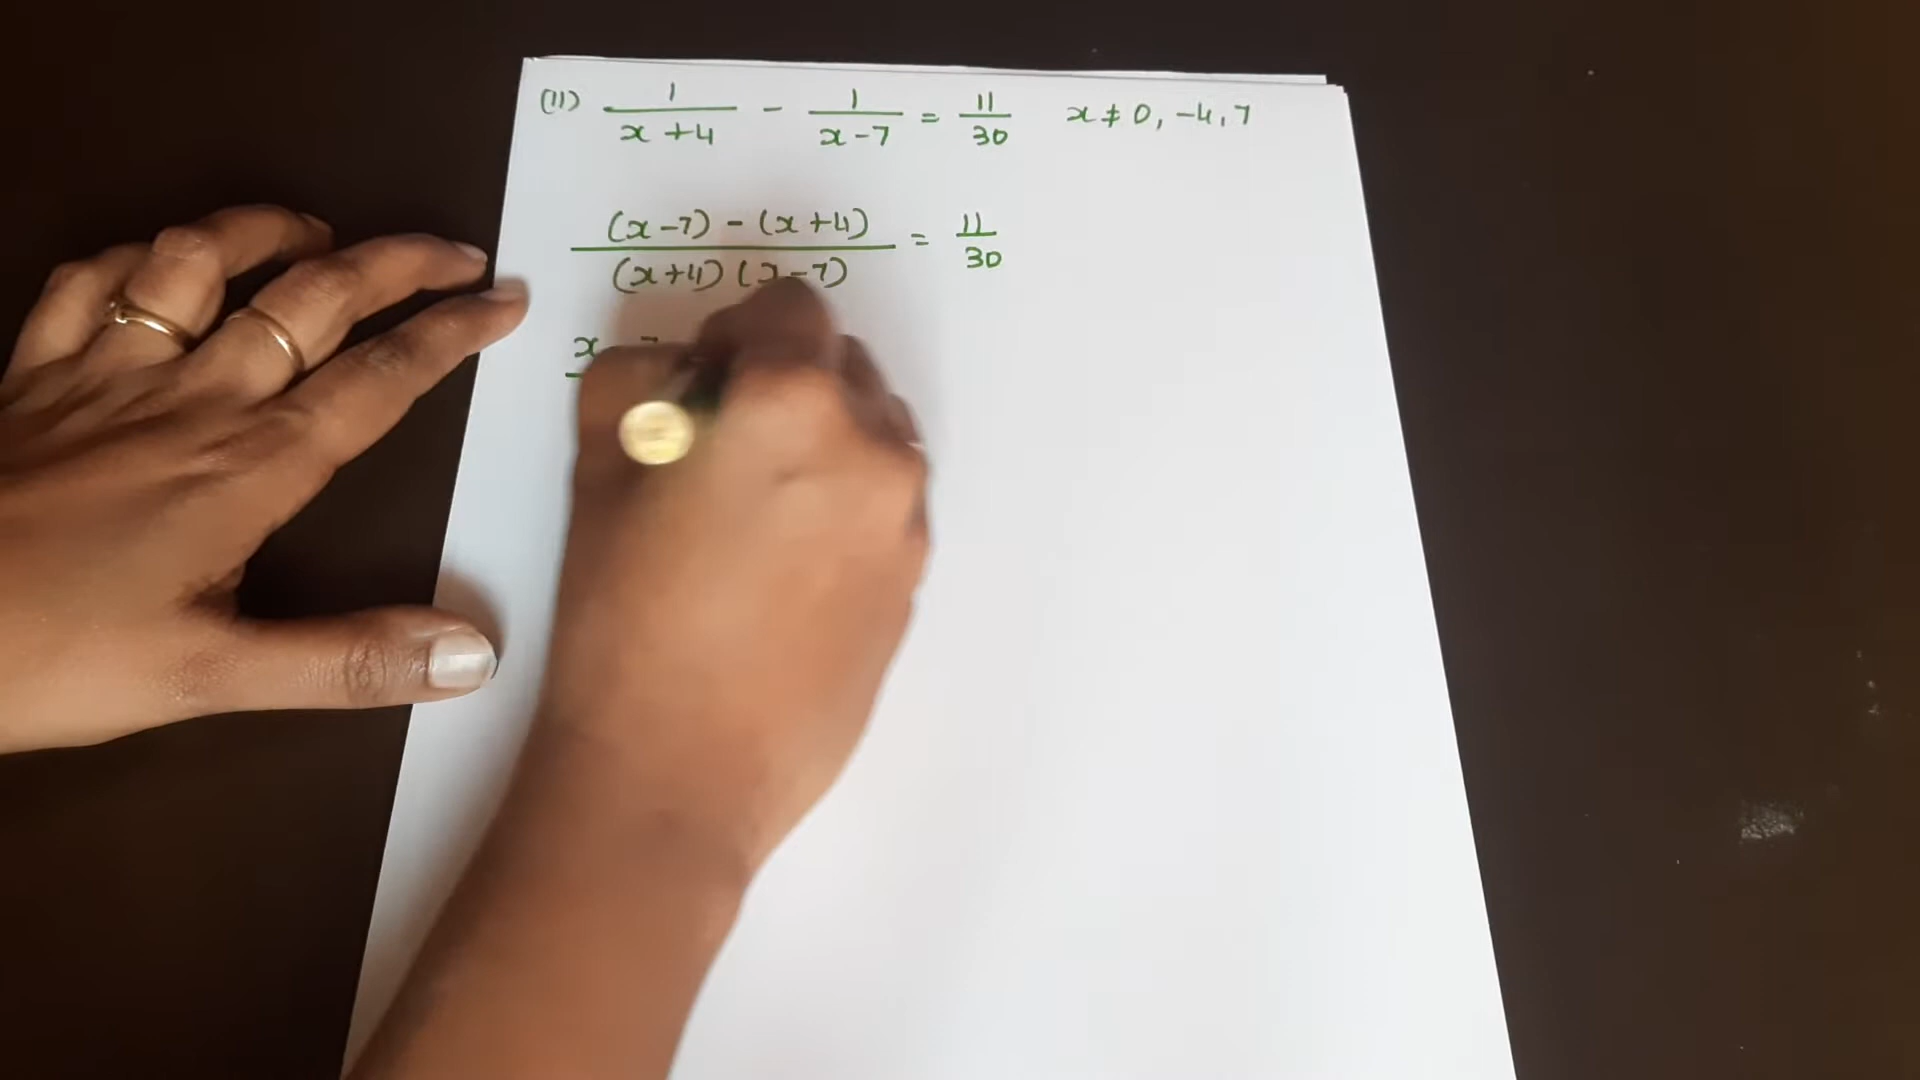 (11) 1/(x+4) - 1/(x-7) = 11/30 x ≠ 0, -4, 7
((x-7) - (x+4))/((x+4)(x-7)) = 11/30
x